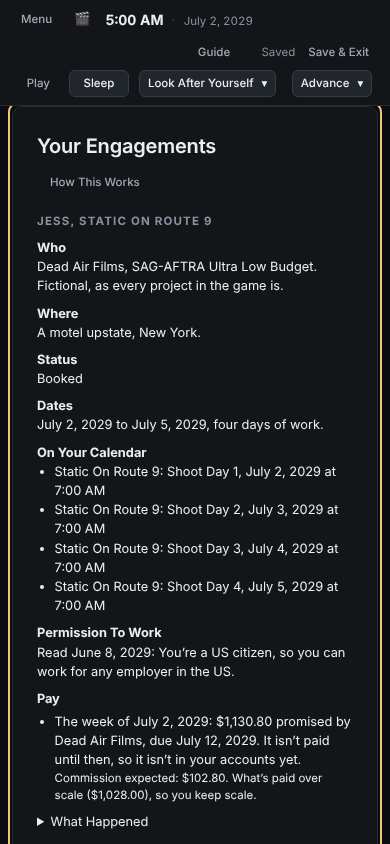 Menu 🎬 5:00 AM · July 2, 2029
Guide Saved Save & Exit
Play Sleep Look After Yourself ▾ Advance ▾
Your Engagements
How This Works
JESS, STATIC ON ROUTE 9
Who
Dead Air Films, SAG-AFTRA Ultra Low Budget.
Fictional, as every project in the game is.
Where
A motel upstate, New York.
Status
Booked
Dates
July 2, 2029 to July 5, 2029, four days of work.
On Your Calendar
• Static On Route 9: Shoot Day 1, July 2, 2029 at
7:00 AM
• Static On Route 9: Shoot Day 2, July 3, 2029 at
7:00 AM
• Static On Route 9: Shoot Day 3, July 4, 2029 at
7:00 AM
• Static On Route 9: Shoot Day 4, July 5, 2029 at
7:00 AM
Permission To Work
Read June 8, 2029: You’re a US citizen, so you can
work for any employer in the US.
Pay
• The week of July 2, 2029: $1,130.80 promised by
Dead Air Films, due July 12, 2029. It isn’t paid
until then, so it isn’t in your accounts yet.
Commission expected: $102.80. What’s paid over
scale ($1,028.00), so you keep scale.
▶ What Happened